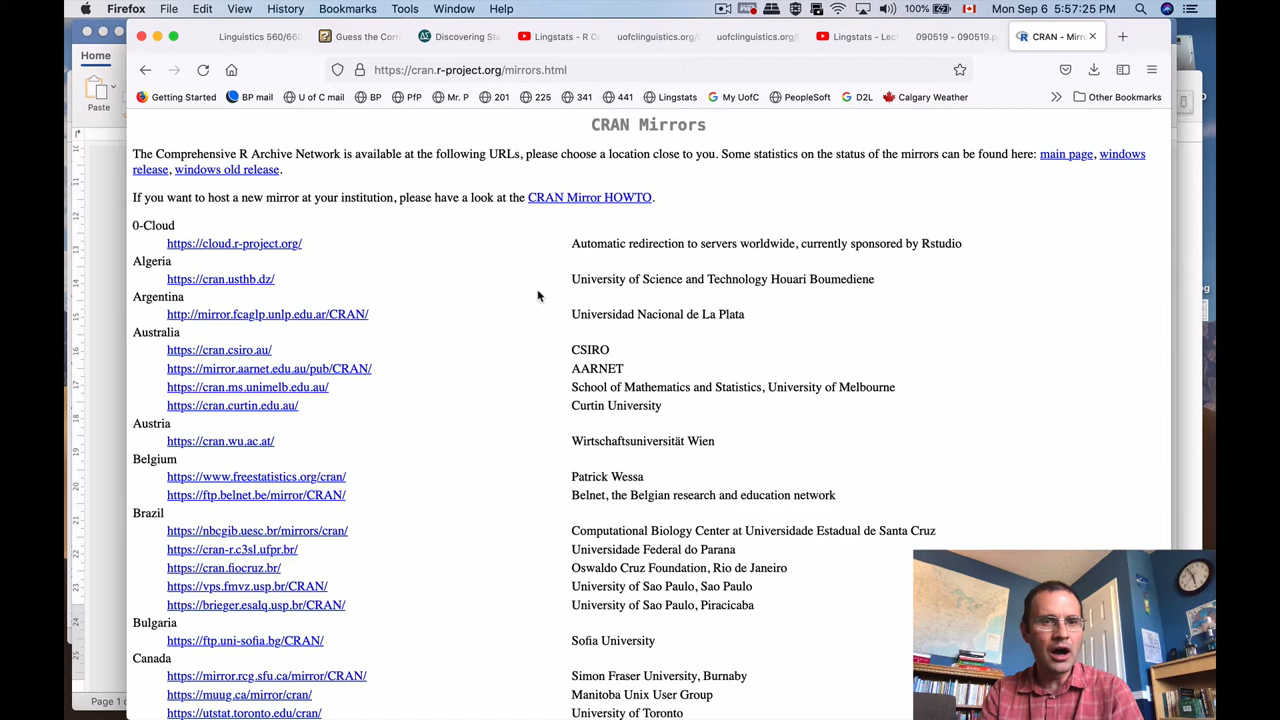 Firefox File Edit View History Bookmarks Tools Window Help 100% Mon Sep 6 5:57:25 PM
Home
Linguistics 560/660
Guess the Corr
Discovering Sta
Lingstats - R C
uofclinguistics.org/
uofclinguistics.org/
Lingstats - Lec
090519 - 090519.p
CRAN - Mirro
https://cran.r-project.org/mirrors.html
Paste
Getting Started BP mail U of C mail BP PfP Mr. P 201 225 341 441 Lingstats My UofC PeopleSoft D2L Calgary Weather Other Bookmarks
CRAN Mirrors
The Comprehensive R Archive Network is available at the following URLs, please choose a location close to you. Some statistics on the status of the mirrors can be found here: main page, windows
release, windows old release.
If you want to host a new mirror at your institution, please have a look at the CRAN Mirror HOWTO.
0-Cloud
https://cloud.r-project.org/ Automatic redirection to servers worldwide, currently sponsored by Rstudio
Algeria
https://cran.usthb.dz/ University of Science and Technology Houari Boumediene
Argentina
http://mirror.fcaglp.unlp.edu.ar/CRAN/ Universidad Nacional de La Plata
Australia
https://cran.csiro.au/ CSIRO
https://mirror.aarnet.edu.au/pub/CRAN/ AARNET
https://cran.ms.unimelb.edu.au/ School of Mathematics and Statistics, University of Melbourne
https://cran.curtin.edu.au/ Curtin University
Austria
https://cran.wu.ac.at/ Wirtschaftsuniversität Wien
Belgium
https://www.freestatistics.org/cran/ Patrick Wessa
https://ftp.belnet.be/mirror/CRAN/ Belnet, the Belgian research and education network
Brazil
https://nbcgib.uesc.br/mirrors/cran/ Computational Biology Center at Universidade Estadual de Santa Cruz
https://cran-r.c3sl.ufpr.br/ Universidade Federal do Parana
https://cran.fiocruz.br/ Oswaldo Cruz Foundation, Rio de Janeiro
https://vps.fmvz.usp.br/CRAN/ University of Sao Paulo, Sao Paulo
https://brieger.esalq.usp.br/CRAN/ University of Sao Paulo, Piracicaba
Bulgaria
https://ftp.uni-sofia.bg/CRAN/ Sofia University
Canada
https://mirror.rcg.sfu.ca/mirror/CRAN/ Simon Fraser University, Burnaby
https://muug.ca/mirror/cran/ Manitoba Unix User Group
https://utstat.toronto.edu/cran/ University of Toronto
Page 1